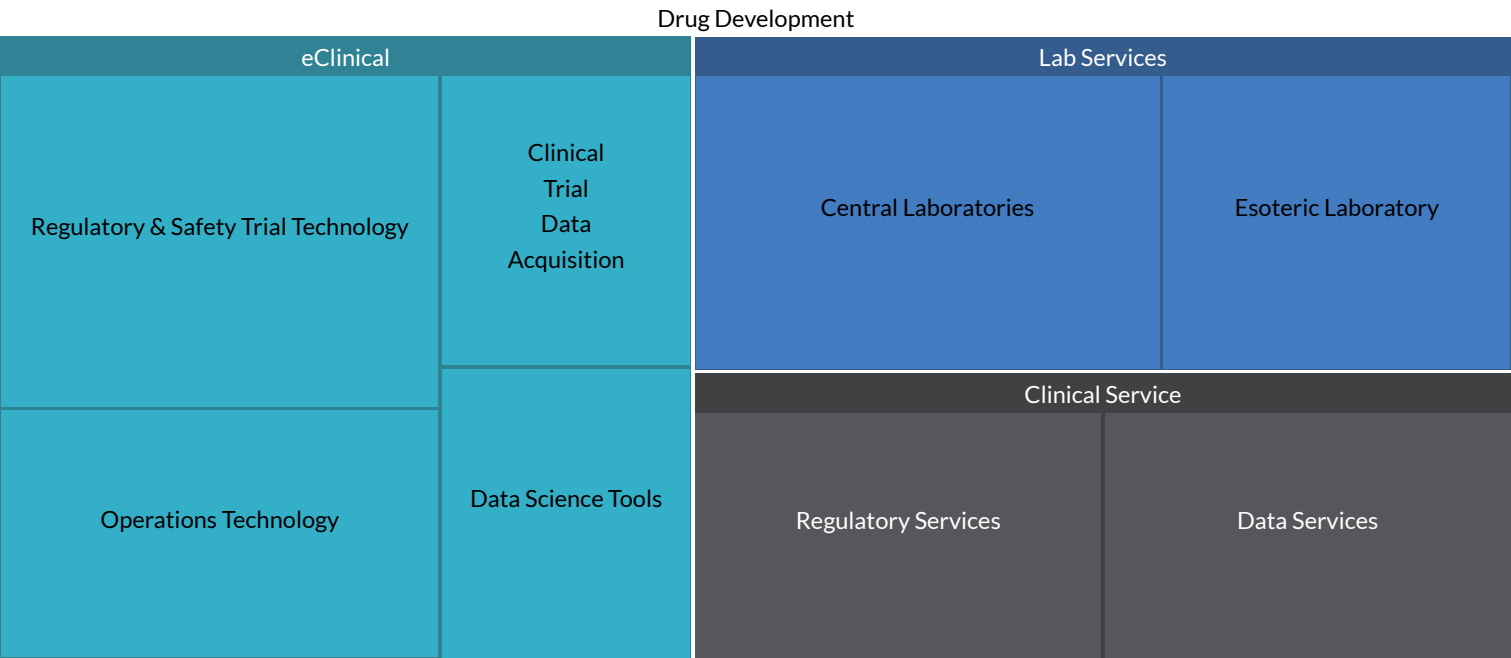 Drug Development
eClinical
Regulatory & Safety Trial Technology
Clinical
Trial
Data
Acquisition
Operations Technology
Data Science Tools
Lab Services
Central Laboratories
Esoteric Laboratory
Clinical Service
Regulatory Services
Data Services